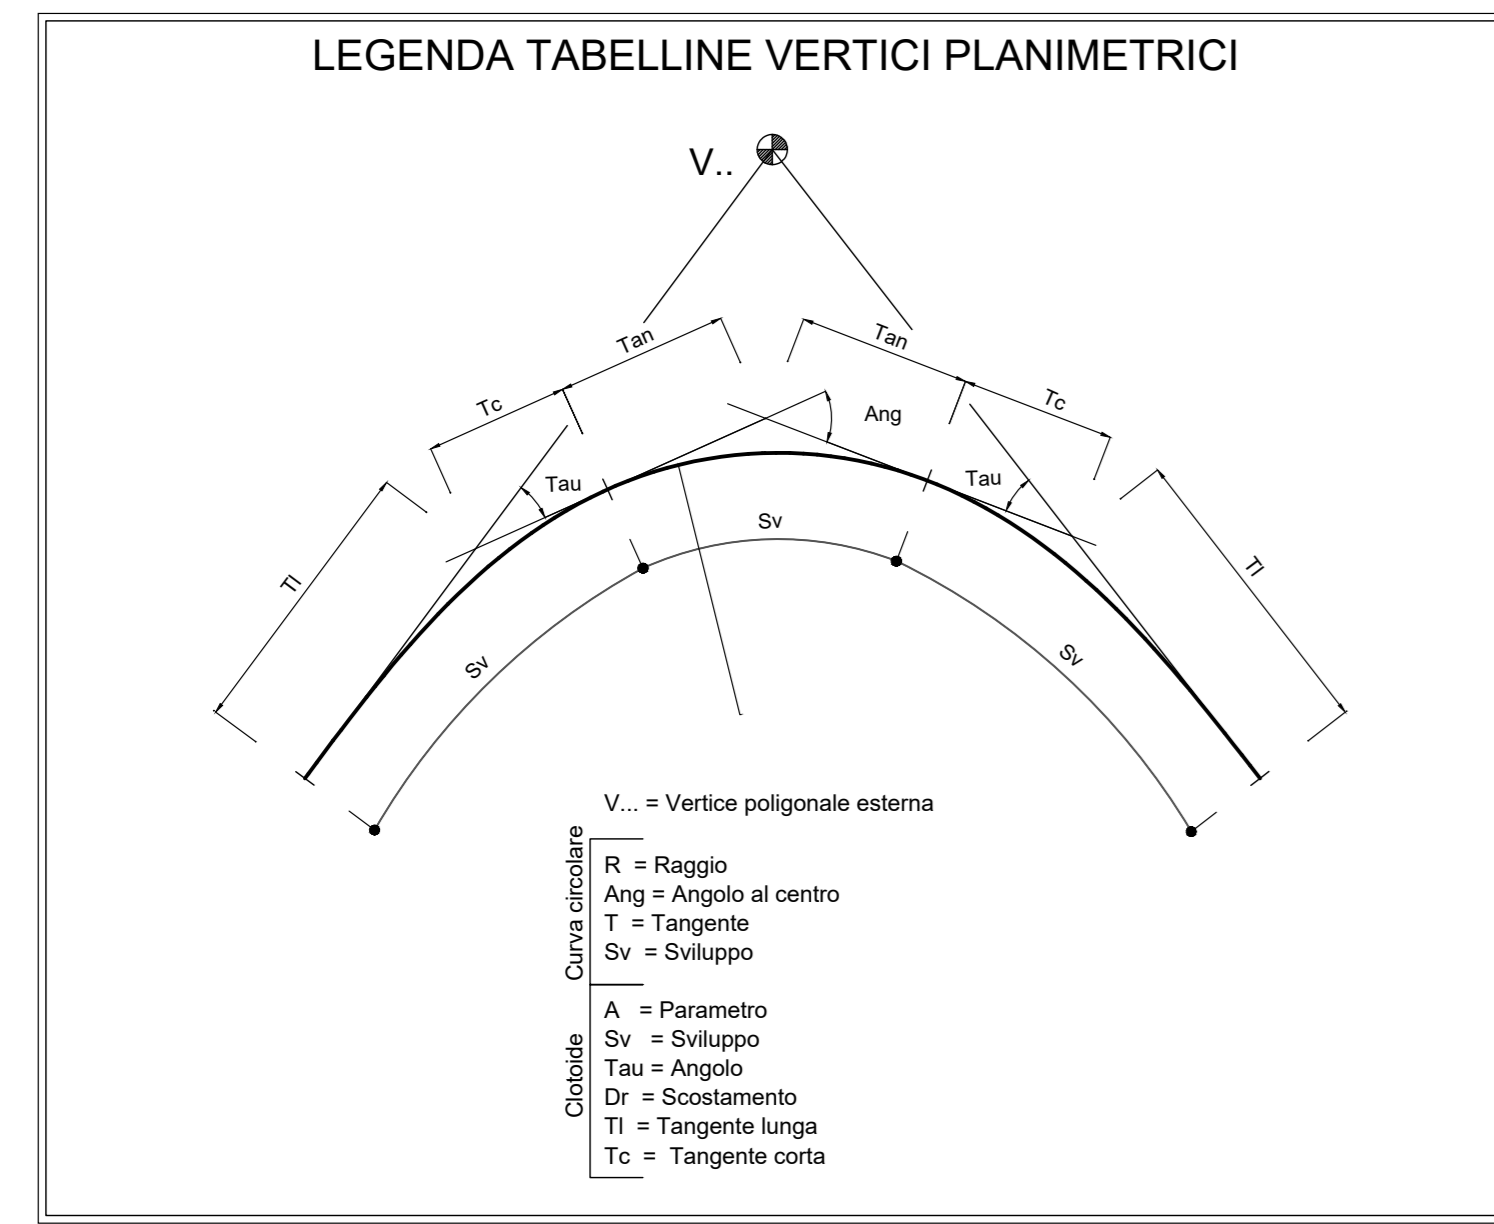 LEGENDA TABELLINE VERTICI PLANIMETRICI
V..
Tan
Tan
Tc
Tc
Ang
Tau
Tau
Sv
Tl
Tl
Sv
Sv
V... = Vertice poligonale esterna
Curva circolare
R = Raggio
Ang = Angolo al centro
T = Tangente
Sv = Sviluppo
Clotoide
A = Parametro
Sv = Sviluppo
Tau = Angolo
Dr = Scostamento
Tl = Tangente lunga
Tc = Tangente corta